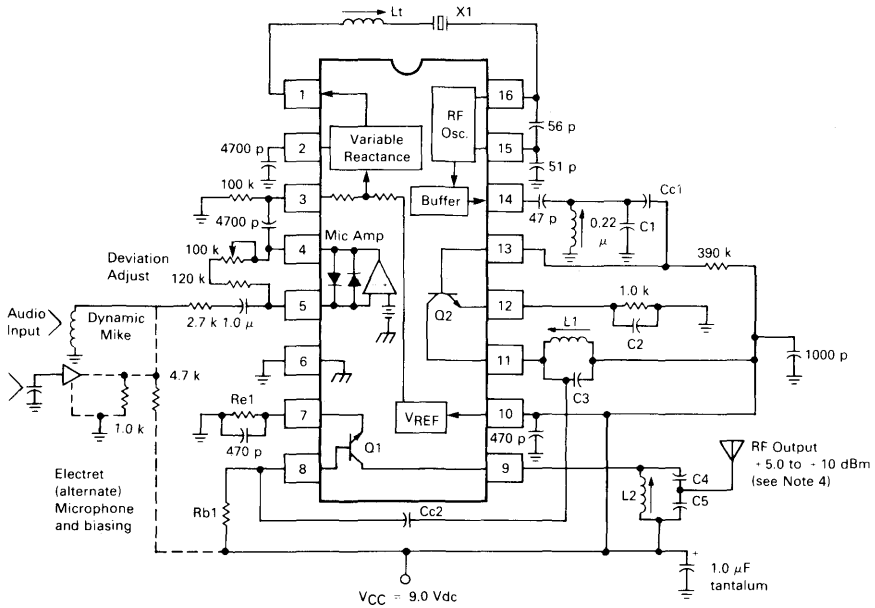 Lt
X1
1
16
RF
Osc.
56 p
Variable
Reactance
4700 p
2
15
51 p
100 k
3
Buffer
14
47 p
Cc1
0.22
μ
C1
4700 p
Mic Amp
Deviation
Adjust
100 k
4
13
390 k
120 k
Audio
Input
Dynamic
Mike
2.7 k
1.0 μ
5
Q2
12
1.0 k
C2
L1
6
11
C3
1000 p
4.7 k
1.0 k
Re1
7
VREF
10
470 p
470 p
Q1
RF Output
+ 5.0 to + 10 dBm
(see Note 4)
Electret
(alternate)
Microphone
and biasing
8
9
C4
L2
C5
Rb1
Cc2
+
1.0 μF
tantalum
VCC = 9.0 Vdc